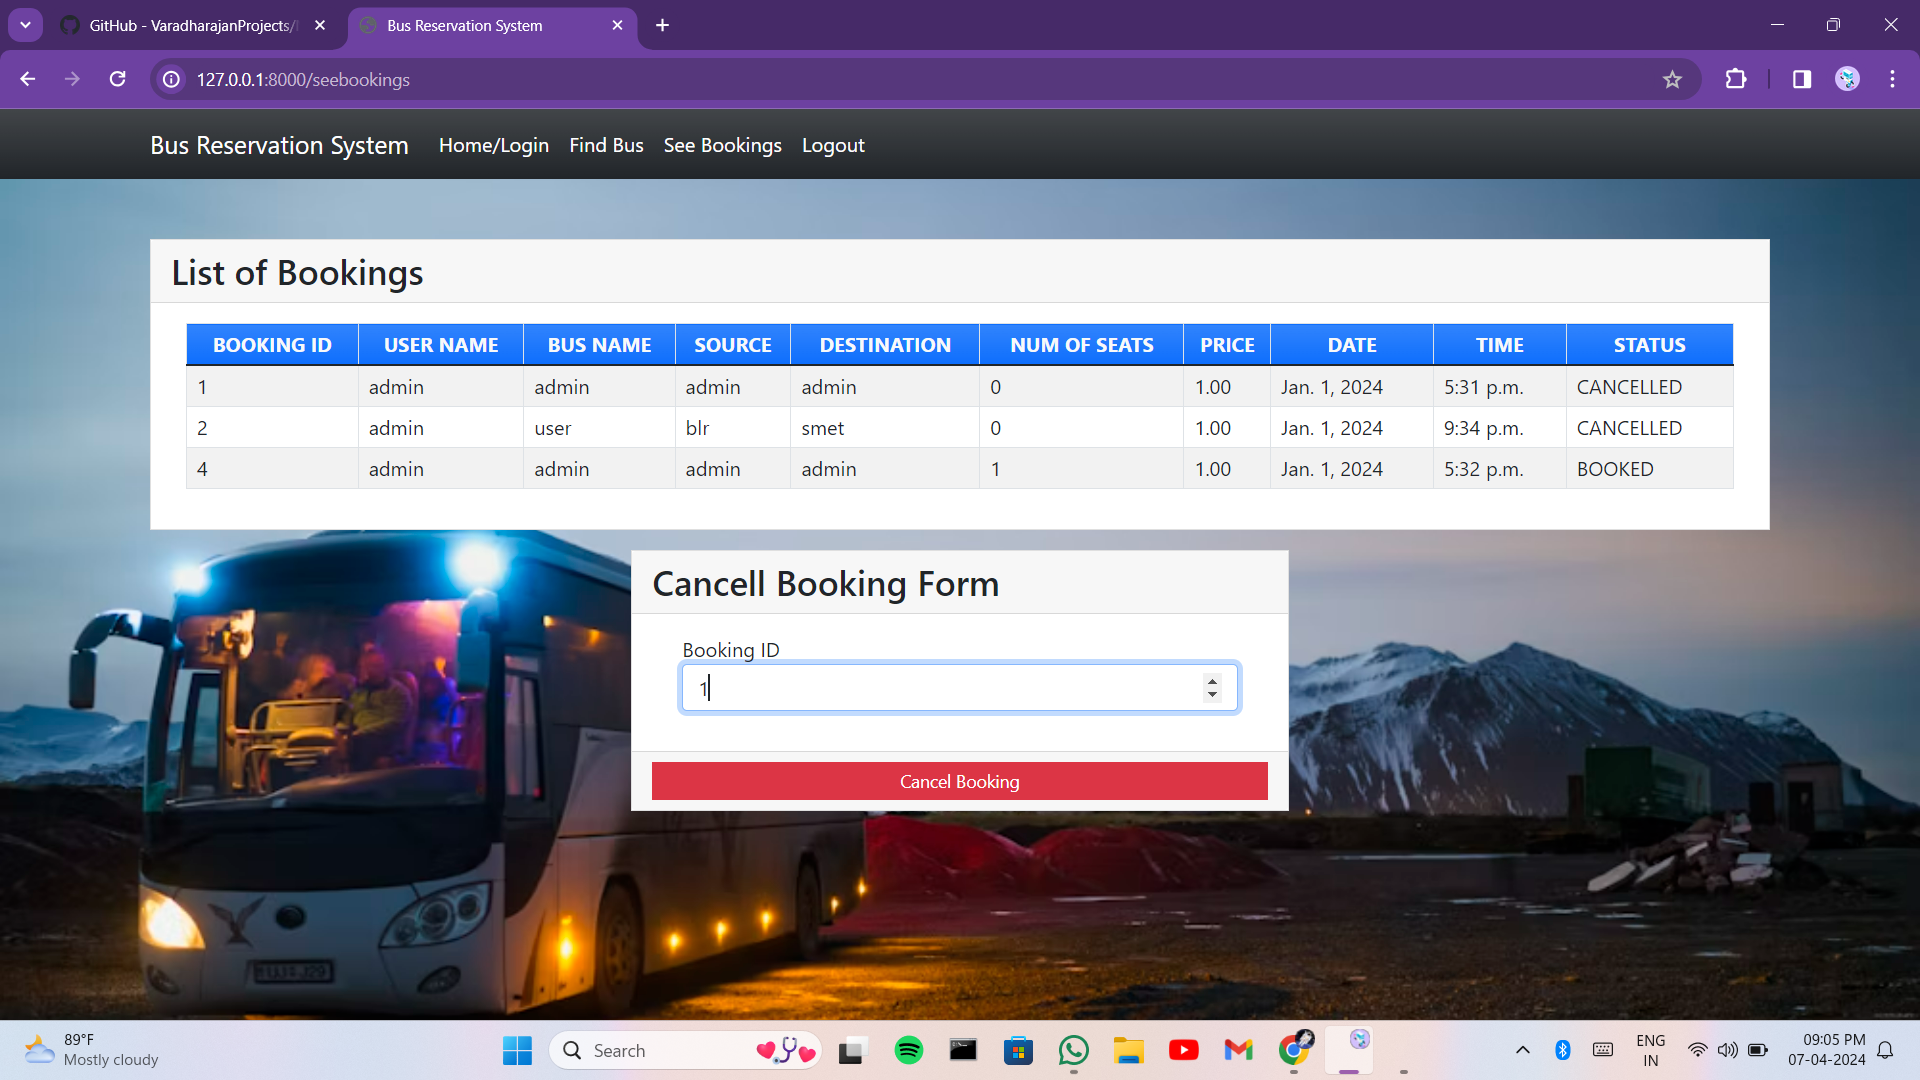 GitHub - VaradharajanProjects/
Bus Reservation System
127.0.0.1:8000/seebookings
Bus Reservation System Home/Login Find Bus See Bookings Logout
List of Bookings
BOOKING ID USER NAME BUS NAME SOURCE DESTINATION NUM OF SEATS PRICE DATE TIME STATUS
1 admin admin admin admin 0 1.00 Jan. 1, 2024 5:31 p.m. CANCELLED
2 admin user blr smet 0 1.00 Jan. 1, 2024 9:34 p.m. CANCELLED
4 admin admin admin admin 1 1.00 Jan. 1, 2024 5:32 p.m. BOOKED
Cancell Booking Form
Booking ID
1
Cancel Booking
89°F
Mostly cloudy
Search
ENG
IN
09:05 PM
07-04-2024